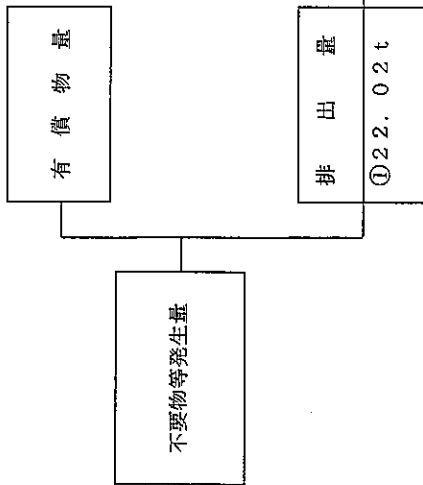 有償物量
不要物等発生量
排出量
①22.02t